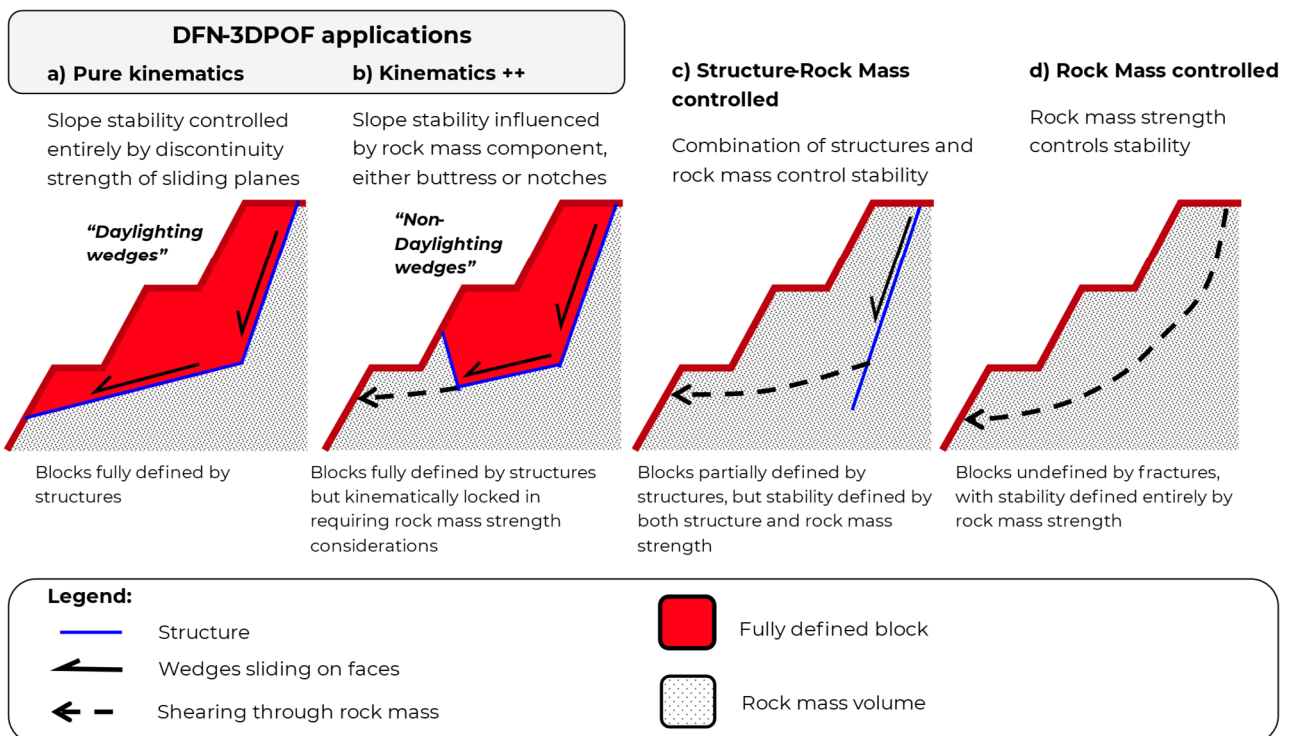 DFN-3DPOF applications
a) Pure kinematics
b) Kinematics ++
c) Structure-Rock Mass
controlled
d) Rock Mass controlled
Slope stability controlled
entirely by discontinuity
strength of sliding planes
Slope stability influenced
by rock mass component,
either buttress or notches
Combination of structures and
rock mass control stability
Rock mass strength
controls stability
“Daylighting
wedges”
“Non-
Daylighting
wedges”
Blocks fully defined by
structures
Blocks fully defined by structures
but kinematically locked in
requiring rock mass strength
considerations
Blocks partially defined by
structures, but stability defined by
both structure and rock mass
strength
Blocks undefined by fractures,
with stability defined entirely by
rock mass strength
Legend:
Structure
Wedges sliding on faces
Shearing through rock mass
Fully defined block
Rock mass volume